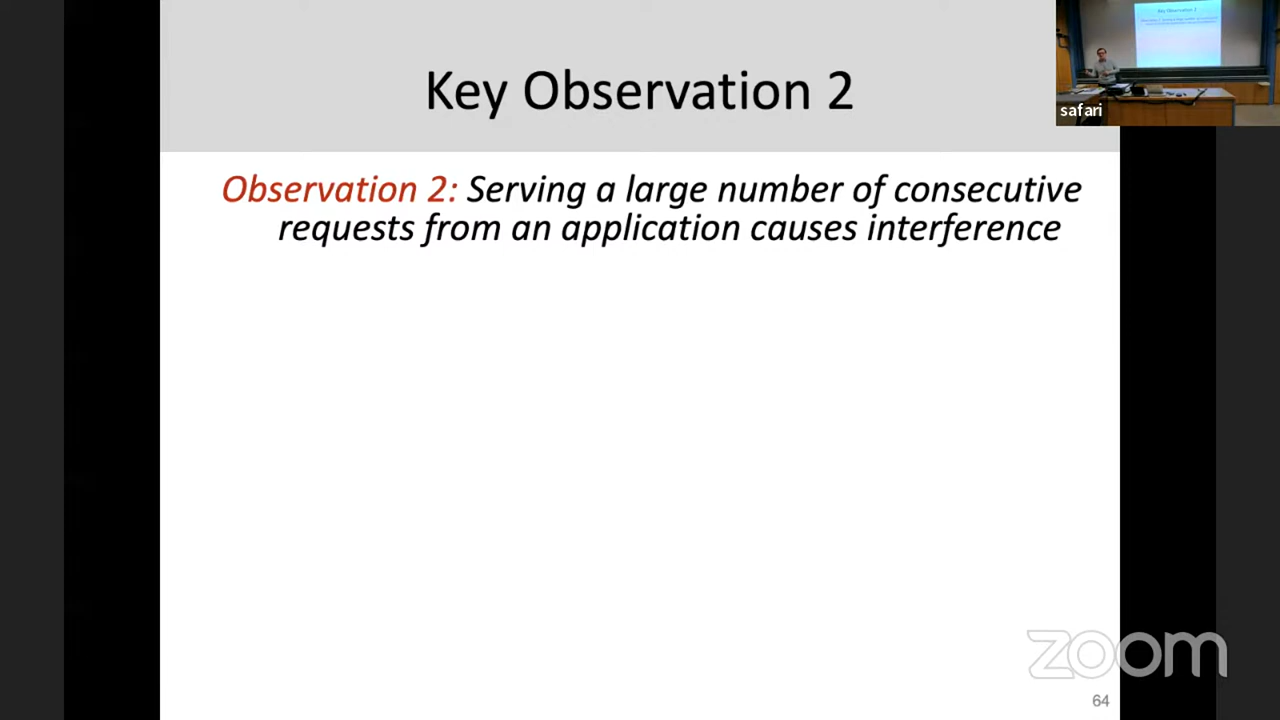 Key Observation 2
safari
Observation 2: Serving a large number of consecutive
requests from an application causes interference
zoom
64